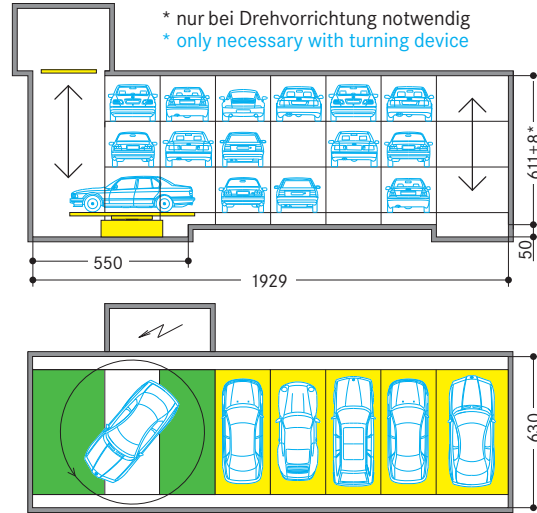 * nur bei Drehvorrichtung notwendig
* only necessary with turning device
611+8*
50
550
1929
630